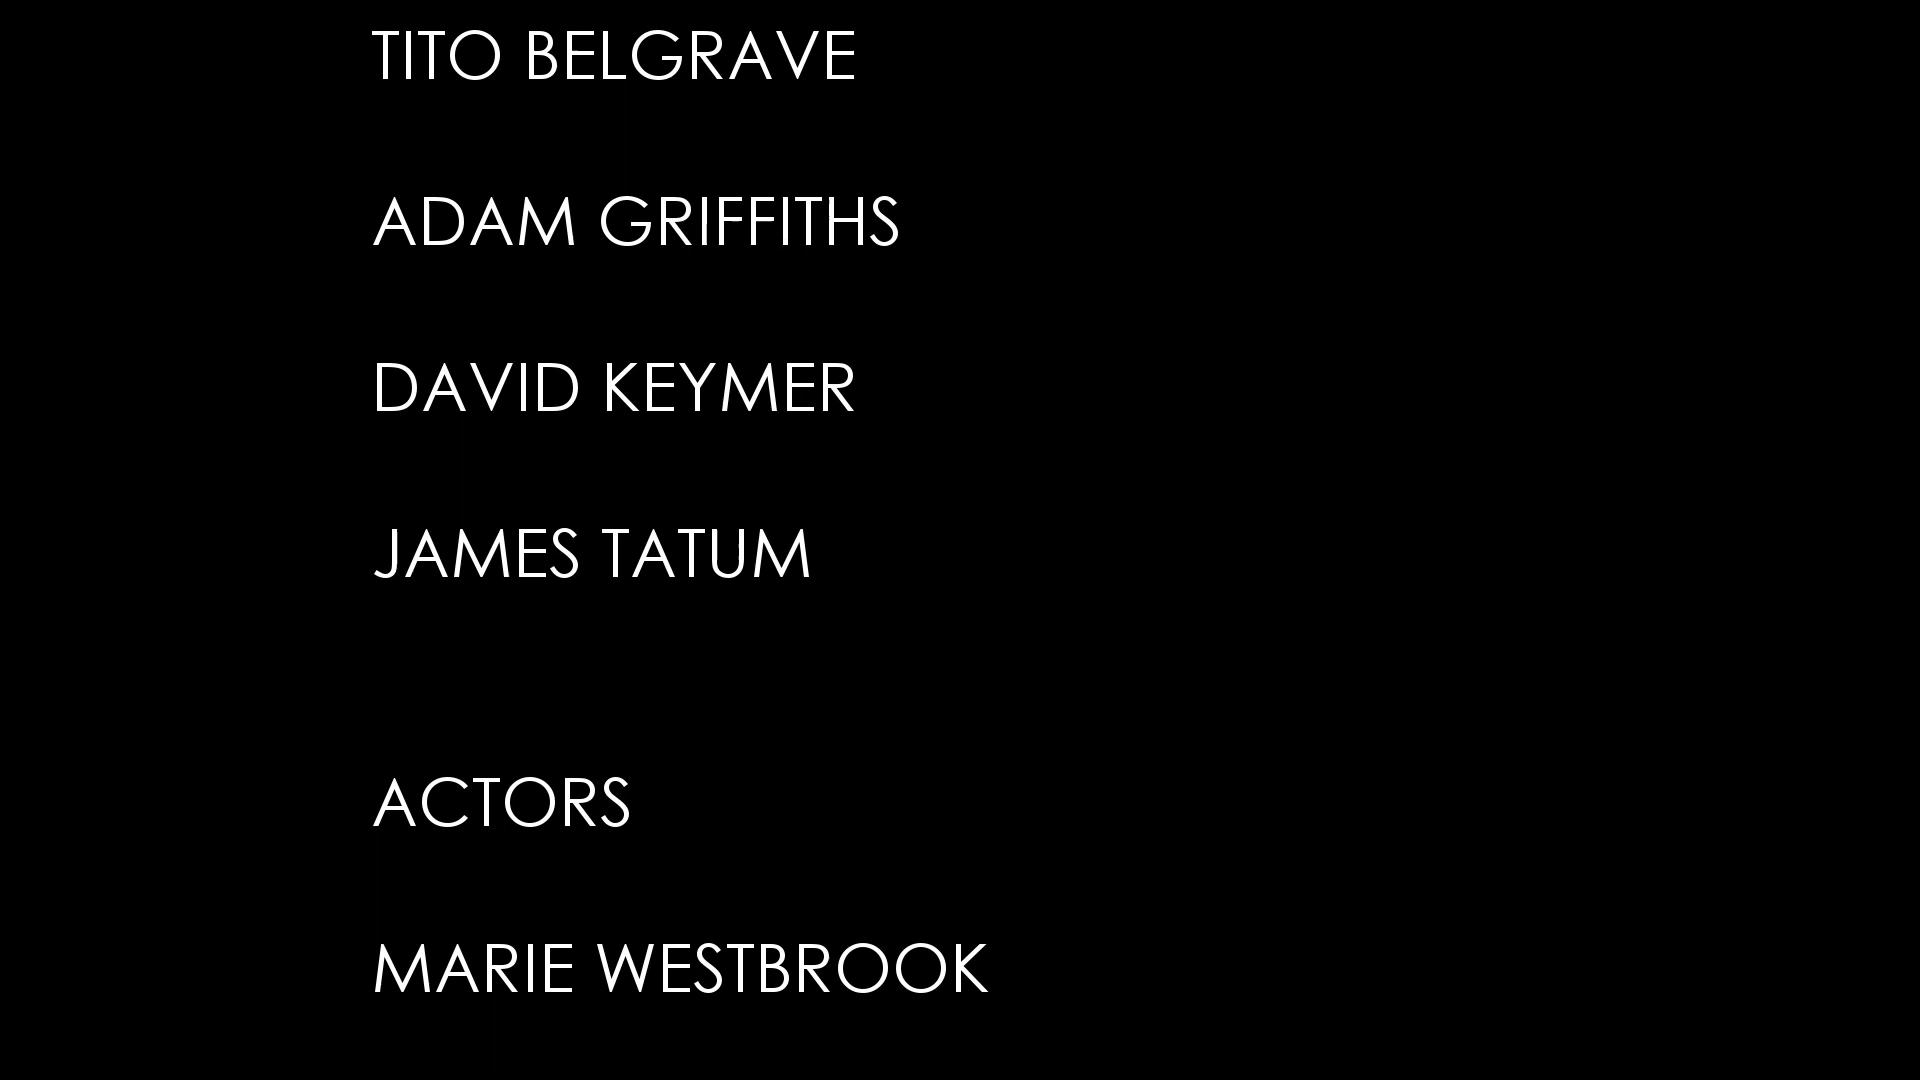 TITO BELGRAVE
ADAM GRIFFITHS
DAVID KEYMER
JAMES TATUM
ACTORS
MARIE WESTBROOK